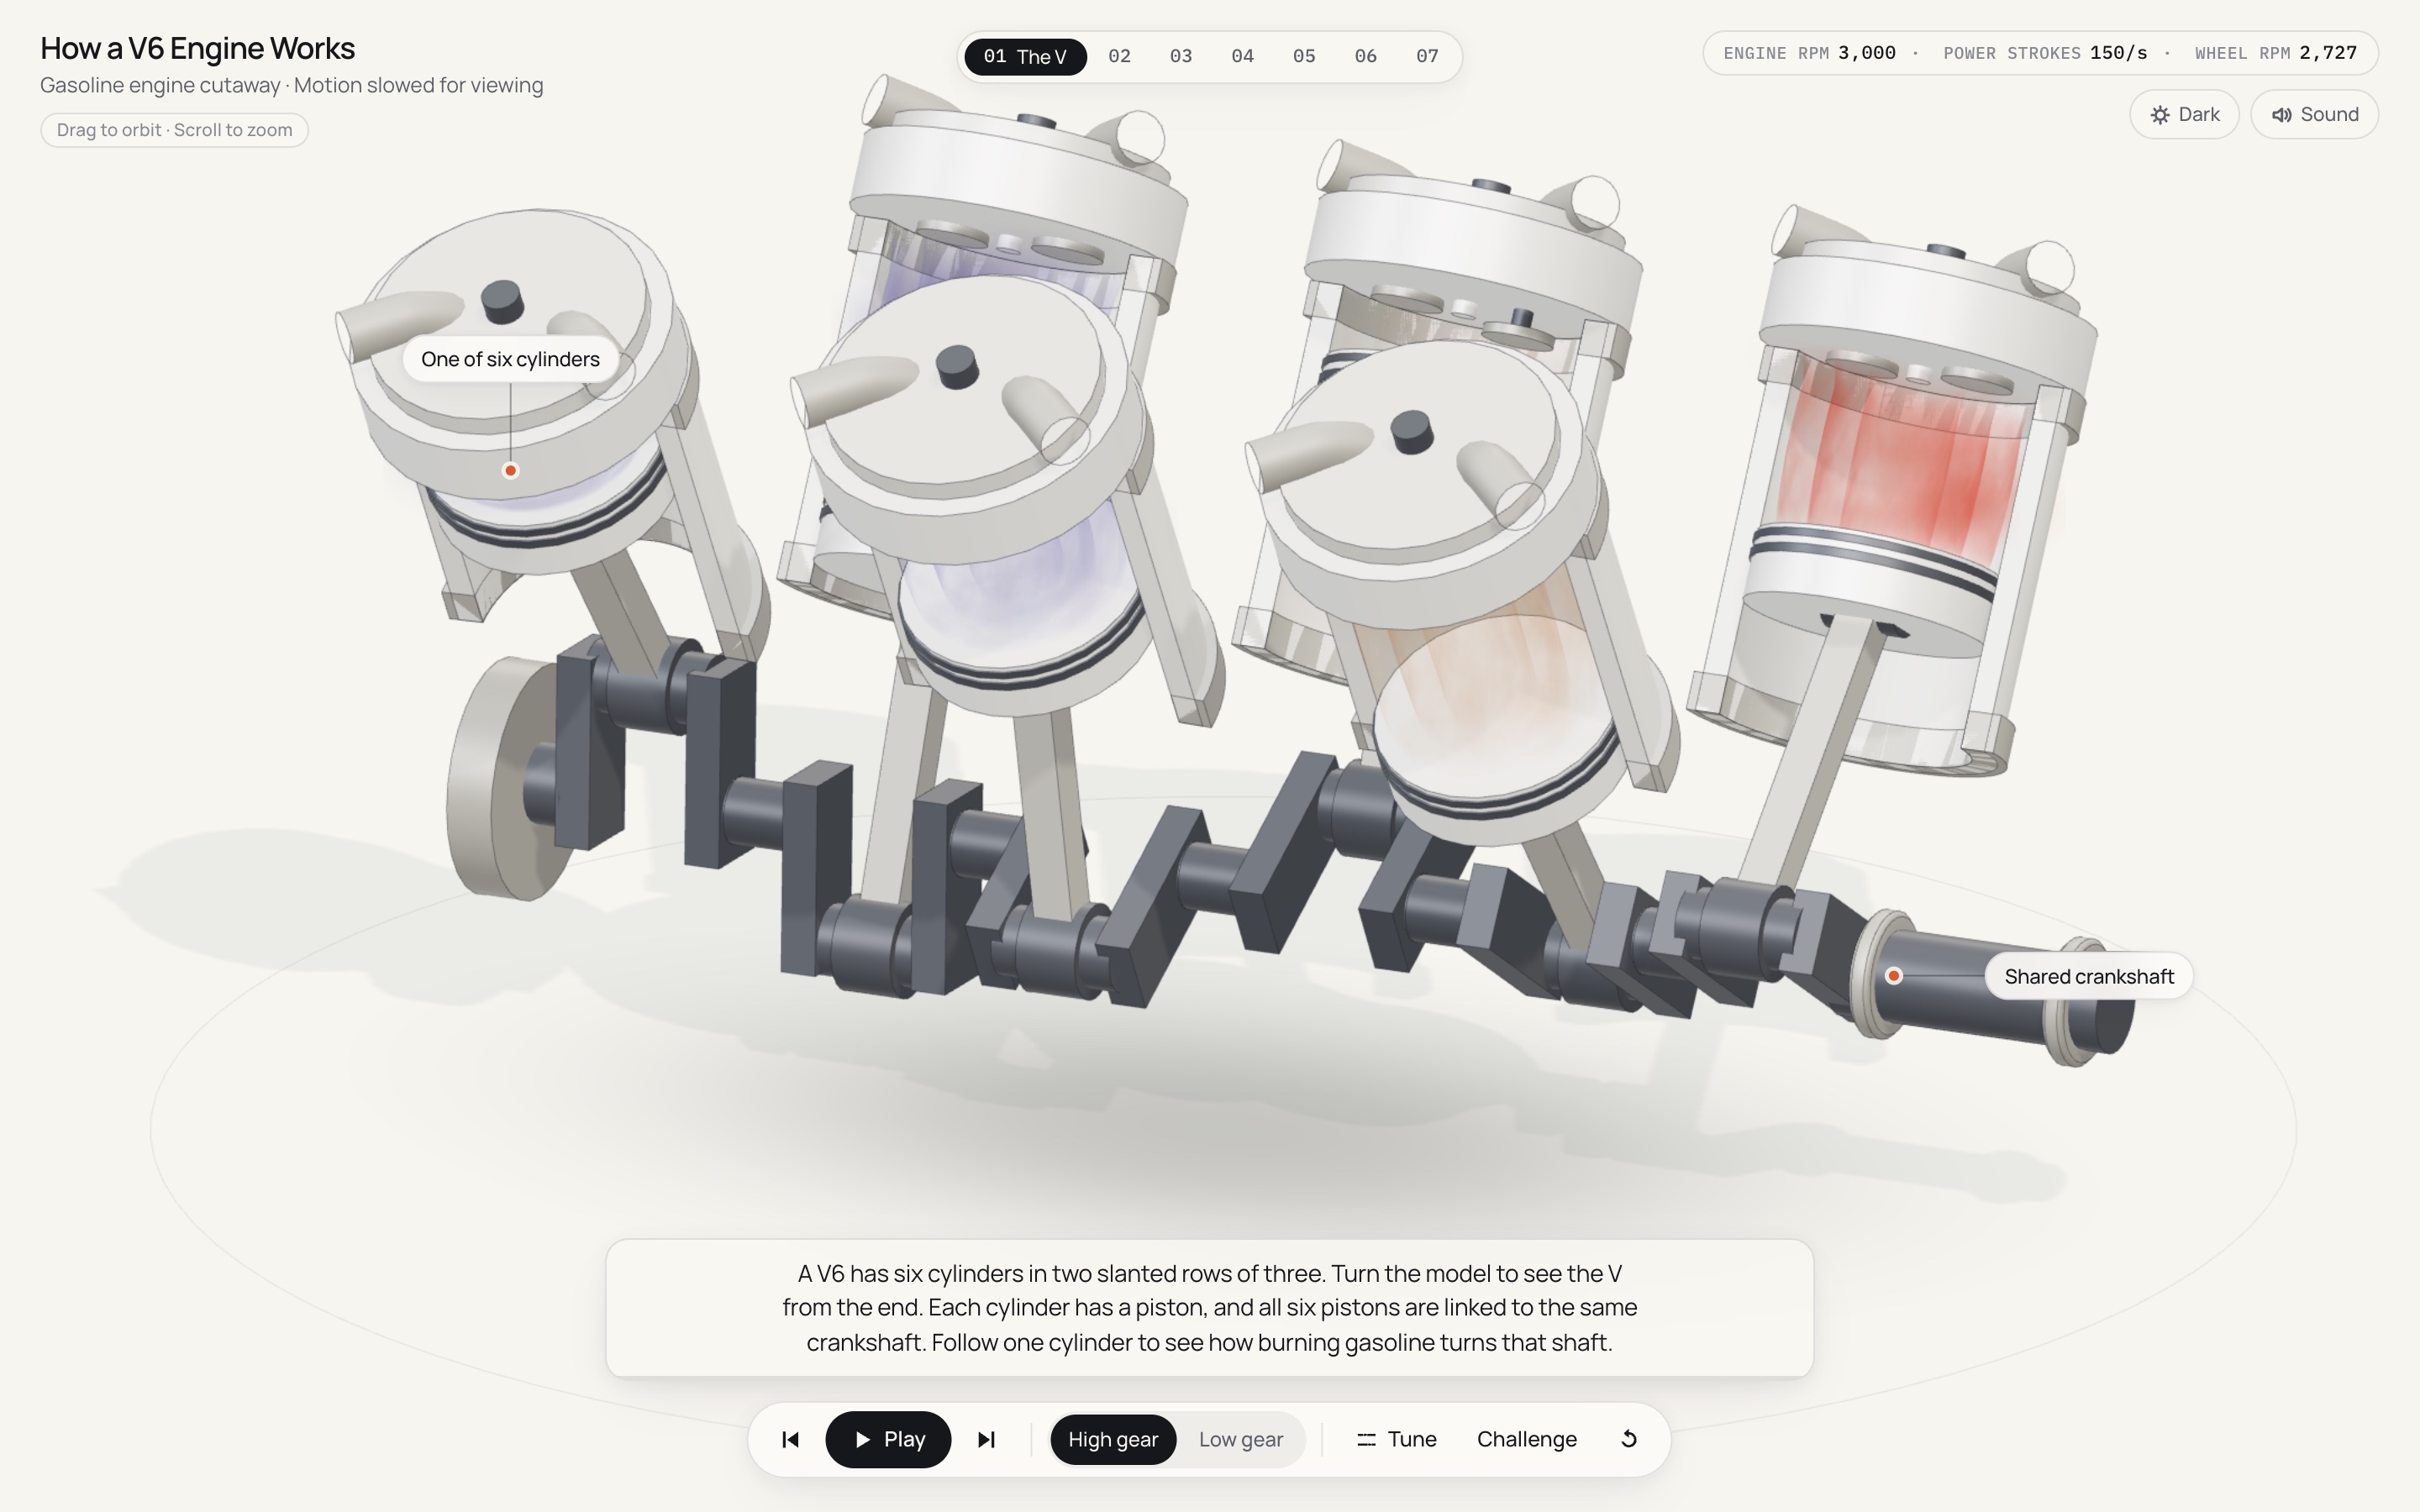 How a V6 Engine Works
Gasoline engine cutaway · Motion slowed for viewing
Drag to orbit · Scroll to zoom
01 The V 02 03 04 05 06 07
ENGINE RPM 3,000 · POWER STROKES 150/s · WHEEL RPM 2,727
Dark Sound
One of six cylinders
Shared crankshaft
A V6 has six cylinders in two slanted rows of three. Turn the model to see the V
from the end. Each cylinder has a piston, and all six pistons are linked to the same
crankshaft. Follow one cylinder to see how burning gasoline turns that shaft.
Play High gear Low gear Tune Challenge